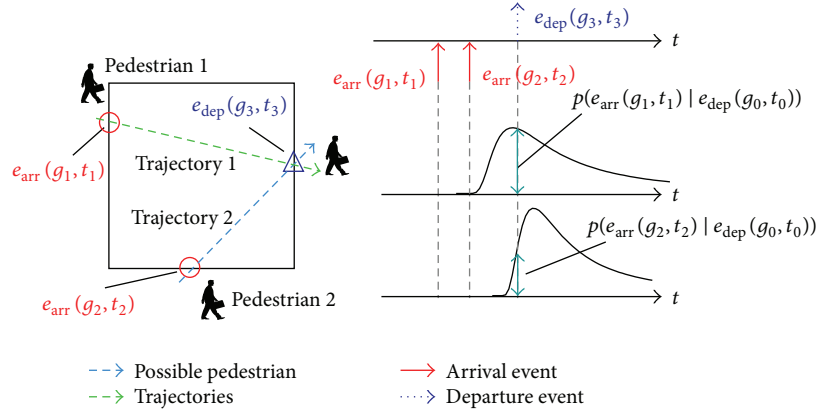 Pedestrian 1
e_dep(g_3, t_3)
e_arr(g_1, t_1)
Trajectory 1
Trajectory 2
e_arr(g_2, t_2)
Pedestrian 2
e_dep(g_3, t_3)
t
e_arr(g_1, t_1)
e_arr(g_2, t_2)
p(e_arr(g_1, t_1) | e_dep(g_0, t_0))
t
p(e_arr(g_2, t_2) | e_dep(g_0, t_0))
t
Possible pedestrian
Trajectories
Arrival event
Departure event